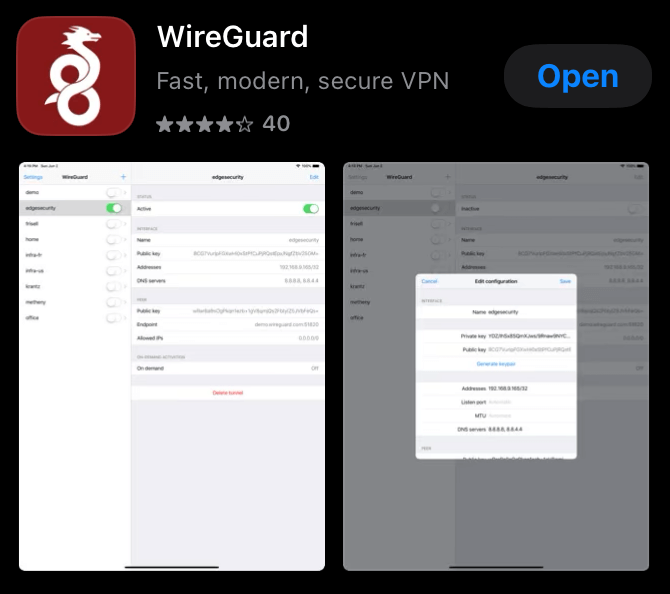 WireGuard
Fast, modern, secure VPN
Open
40
Settings WireGuard +
demo
edgesecurity
frisell
home
infra-fr
infra-us
krantz
metheny
office
edgesecurity Edit
STATUS
Active
INTERFACE
Name edgesecurity
Public key
Addresses 192.168.9.165/32
DNS servers 8.8.8.8, 8.8.4.4
PEER
Public key
Endpoint demo.wireguard.com:51820
Allowed IPs 0.0.0.0/0
ON-DEMAND ACTIVATION
On demand Off
Delete tunnel
Settings WireGuard +
demo
edgesecurity
frisell
home
infra-fr
infra-us
krantz
metheny
office
edgesecurity Edit
STATUS
Inactive
INTERFACE
Cancel Edit configuration Save
INTERFACE
Name edgesecurity
Private key
Public key
Generate keypair
Addresses 192.168.9.165/32
Listen port Automatic
MTU Automatic
DNS servers 8.8.8.8, 8.8.4.4
PEER
Off